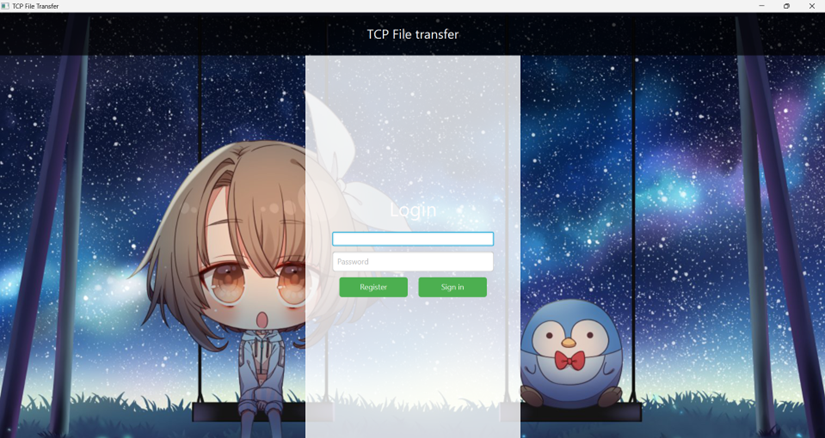 TCP File Transfer
TCP File transfer
Login
Password
Register
Sign in